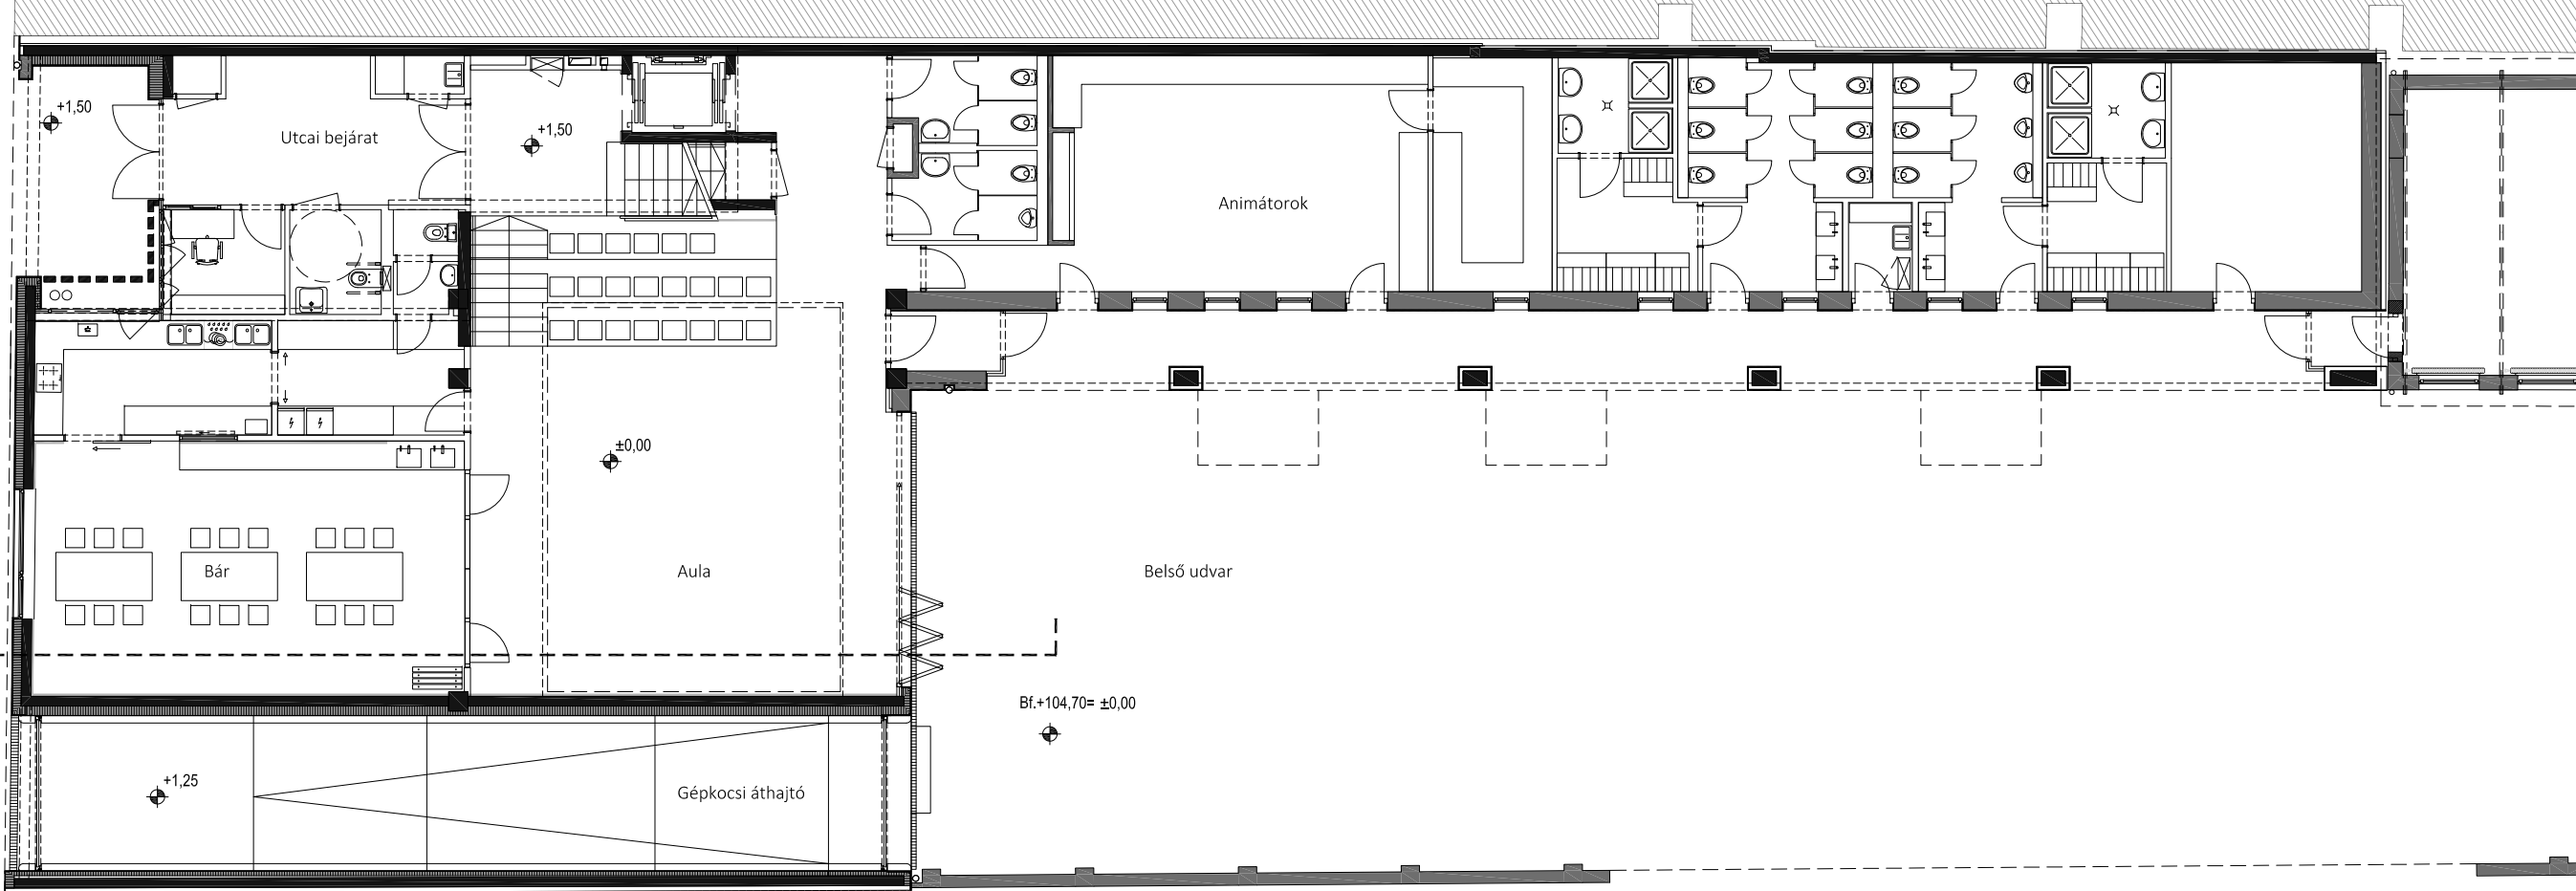 +1,50
Utcai bejárat
+1,50
Animátorok
±0,00
Bár
Aula
Belső udvar
Bf.+104,70= ±0,00
+1,25
Gépkocsi áthajtó